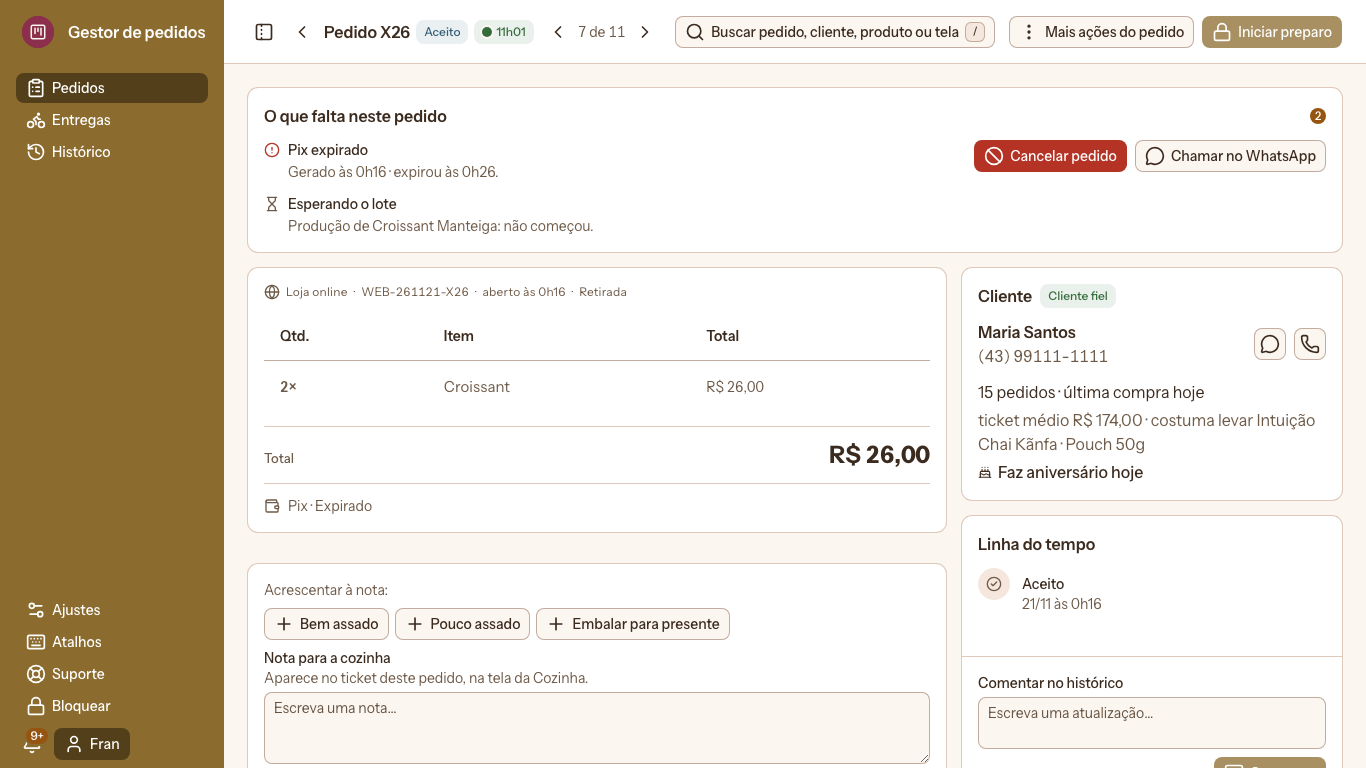 Gestor de pedidos
Pedidos
Entregas
Histórico
Ajustes
Atalhos
Suporte
Bloquear
9+
Fran
Pedido X26
Aceito
11h01
7 de 11
Buscar pedido, cliente, produto ou tela /
Mais ações do pedido
Iniciar preparo
O que falta neste pedido
2
Pix expirado
Gerado às 0h16 · expirou às 0h26.
Cancelar pedido
Chamar no WhatsApp
Esperando o lote
Produção de Croissant Manteiga: não começou.
Loja online · WEB-261121-X26 · aberto às 0h16 · Retirada
Qtd. Item Total
2× Croissant R$ 26,00
Total R$ 26,00
Pix · Expirado
Acrescentar à nota:
Bem assado
Pouco assado
Embalar para presente
Nota para a cozinha
Aparece no ticket deste pedido, na tela da Cozinha.
Escreva uma nota...
Cliente
Cliente fiel
Maria Santos
(43) 99111-1111
15 pedidos · última compra hoje
ticket médio R$ 174,00 · costuma levar Intuição
Chai Kãnfa · Pouch 50g
Faz aniversário hoje
Linha do tempo
Aceito
21/11 às 0h16
Comentar no histórico
Escreva uma atualização...